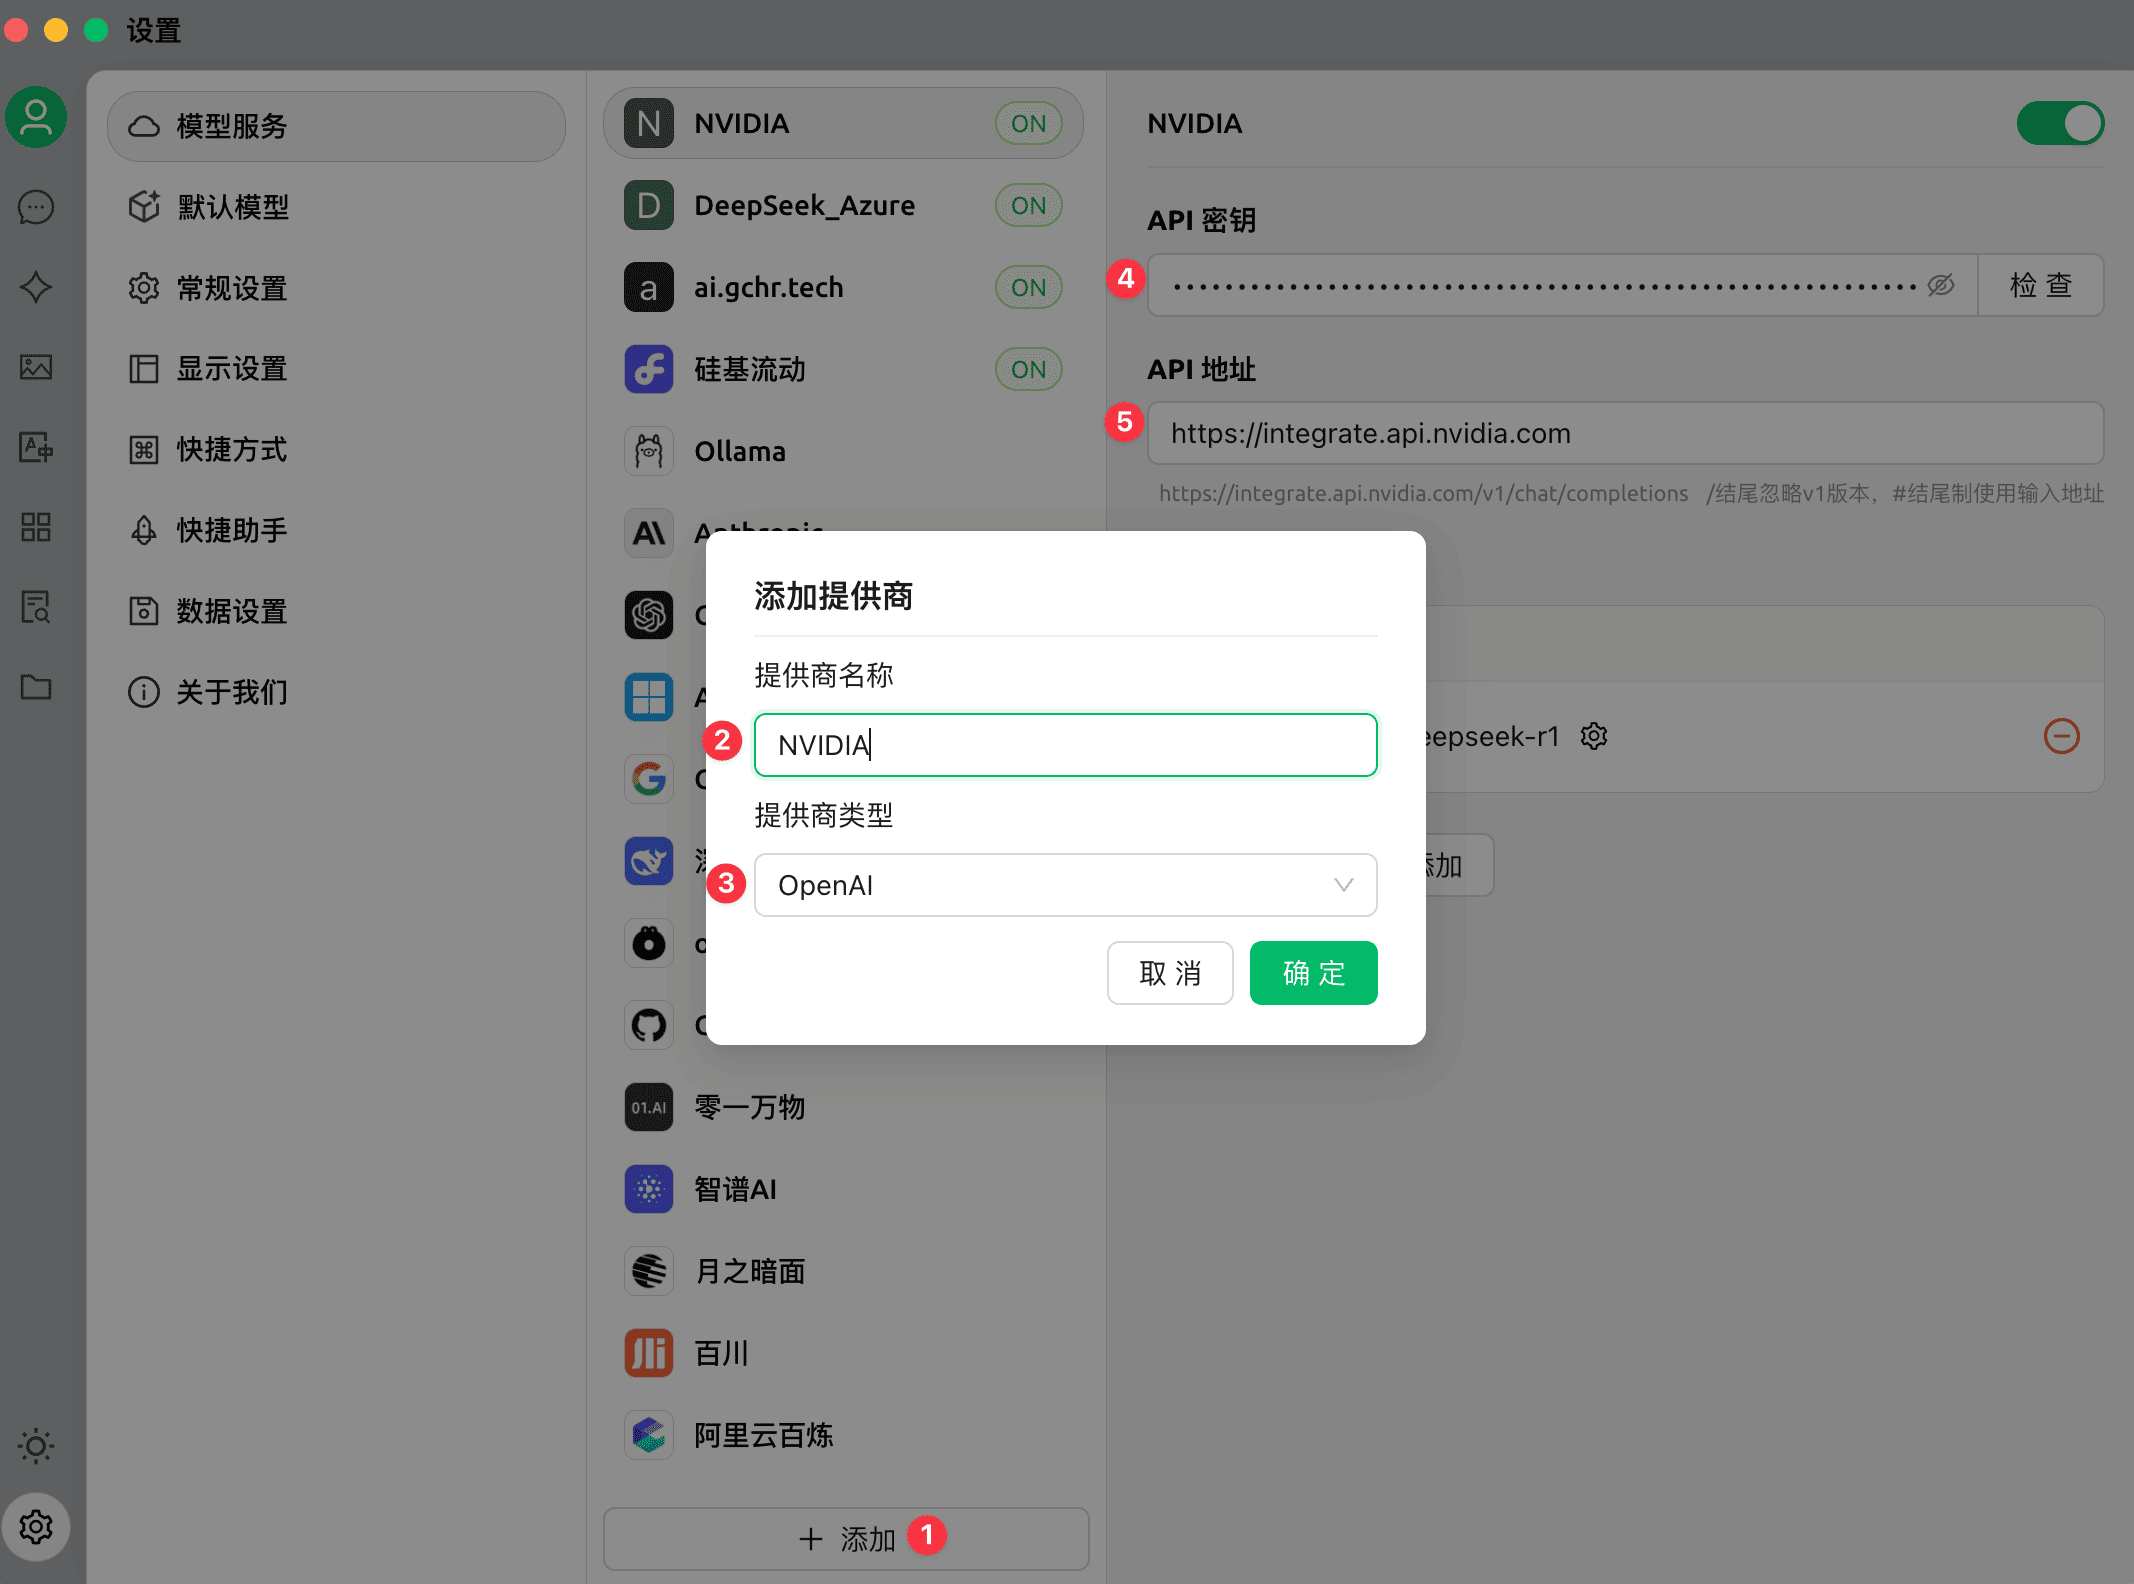 设置
模型服务
默认模型
常规设置
显示设置
快捷方式
快捷助手
数据设置
关于我们
N NVIDIA ON
D DeepSeek_Azure ON
a ai.gchr.tech ON
硅基流动 ON
Ollama
Anthropic
零一万物
01.AI
智谱AI
月之暗面
百川
阿里云百炼
添加 1
NVIDIA
API 密钥
4 检查
API 地址
5 https://integrate.api.nvidia.com
https://integrate.api.nvidia.com/v1/chat/completions /结尾忽略v1版本，#结尾制使用输入地址
eepseek-r1
添加
添加提供商
提供商名称
2 NVIDIA
提供商类型
3 OpenAI
取消 确定